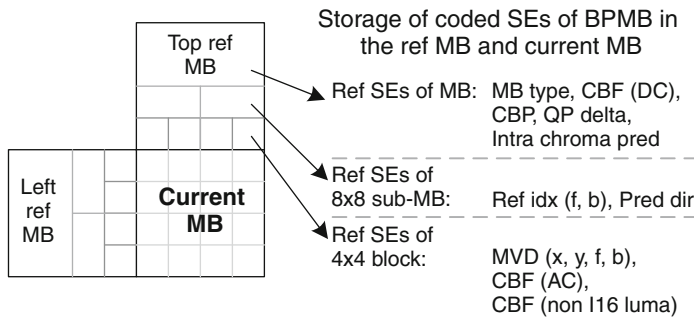 Storage of coded SEs of BPMB in
the ref MB and current MB
Top ref
MB
Left
ref
MB
Current
MB
Ref SEs of MB: MB type, CBF (DC),
CBP, QP delta,
Intra chroma pred
Ref SEs of
8x8 sub-MB: Ref idx (f, b), Pred dir
Ref SEs of
4x4 block: MVD (x, y, f, b),
CBF (AC),
CBF (non I16 luma)